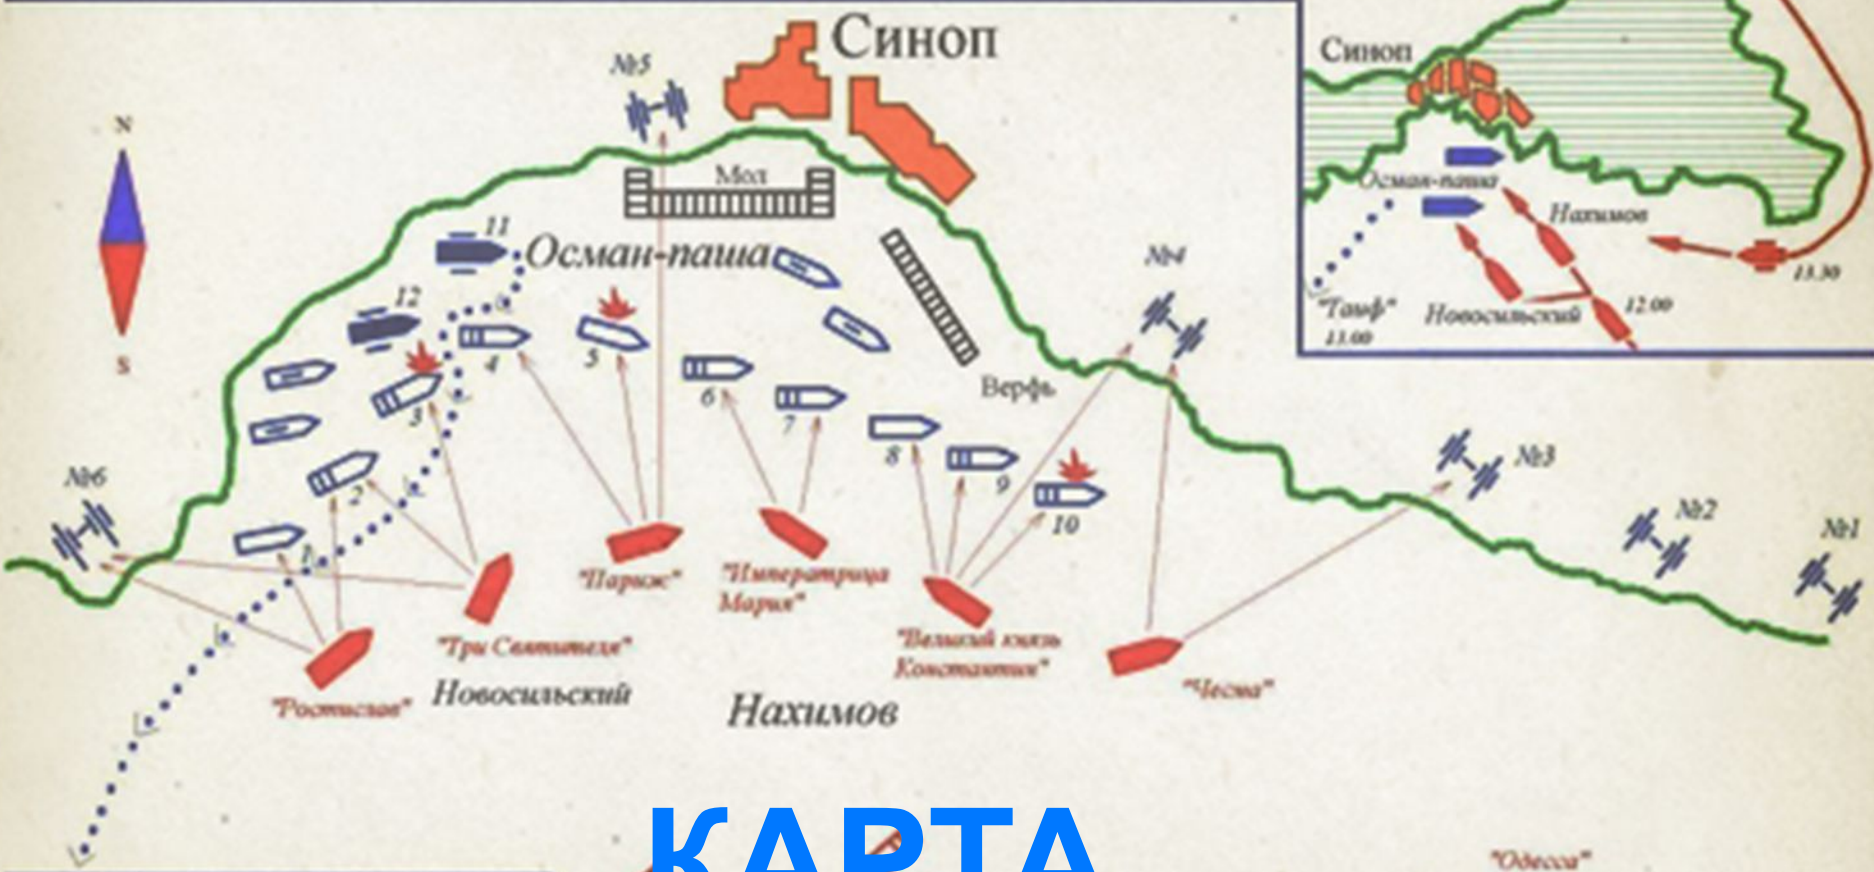 Синоп
№5
N
S
Мол
11
Осман-паша
12
4
5
6
7
3
8
9
10
2
1
№6
№4
Верфь
№3
№2
№1
"Париж"
"Императрица
Мария"
"Три Святителя"
"Великий князь
Константин"
"Ростислав"
Новосильский
Нахимов
"Чесма"
Синоп
Осман-паша
Нахимов
13.30
"Таиф"
13.00
Новосильский
12.00
КАРТА
"Одесса"